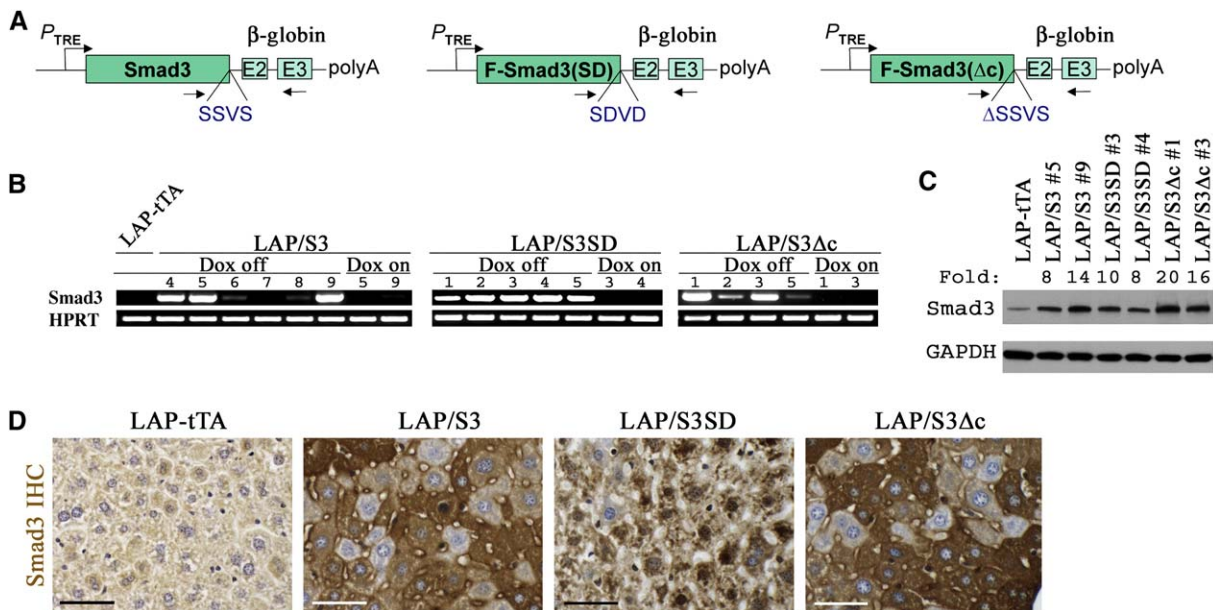 A
PTRE β-globin
Smad3 E2 E3 polyA
SSVS
PTRE β-globin
F-Smad3(SD) E2 E3 polyA
SDVD
PTRE β-globin
F-Smad3(Δc) E2 E3 polyA
ΔSSVS
B
LAP-tTA LAP/S3 LAP/S3SD LAP/S3Δc
Dox off Dox on Dox off Dox on Dox off Dox on
4 5 6 7 8 9 5 9 1 2 3 4 5 3 4 1 2 3 5 1 3
Smad3
HPRT
C
LAP-tTA LAP/S3 #5 LAP/S3 #9 LAP/S3SD #3 LAP/S3SD #4 LAP/S3Δc #1 LAP/S3Δc #3
Fold: 8 14 10 8 20 16
Smad3
GAPDH
D
LAP-tTA LAP/S3 LAP/S3SD LAP/S3Δc
Smad3 IHC